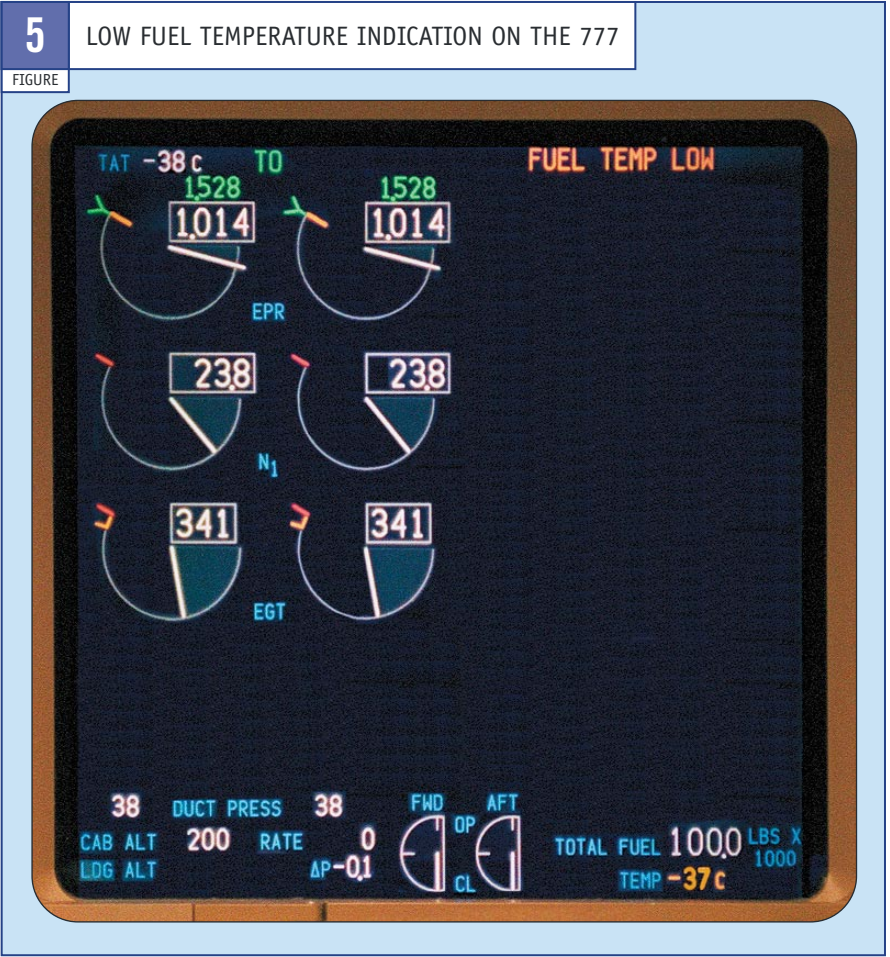 5
FIGURE
LOW FUEL TEMPERATURE INDICATION ON THE 777
TAT -38c TO
FUEL TEMP LOW
1.528 1.528
1.014 1.014
EPR
23.8 23.8
N1
341 341
EGT
38 DUCT PRESS 38
FWD AFT
CAB ALT 200 RATE 0
OP
TOTAL FUEL 100.0 LBS X
1000
LDG ALT ΔP -0.1
CL
TEMP -37c